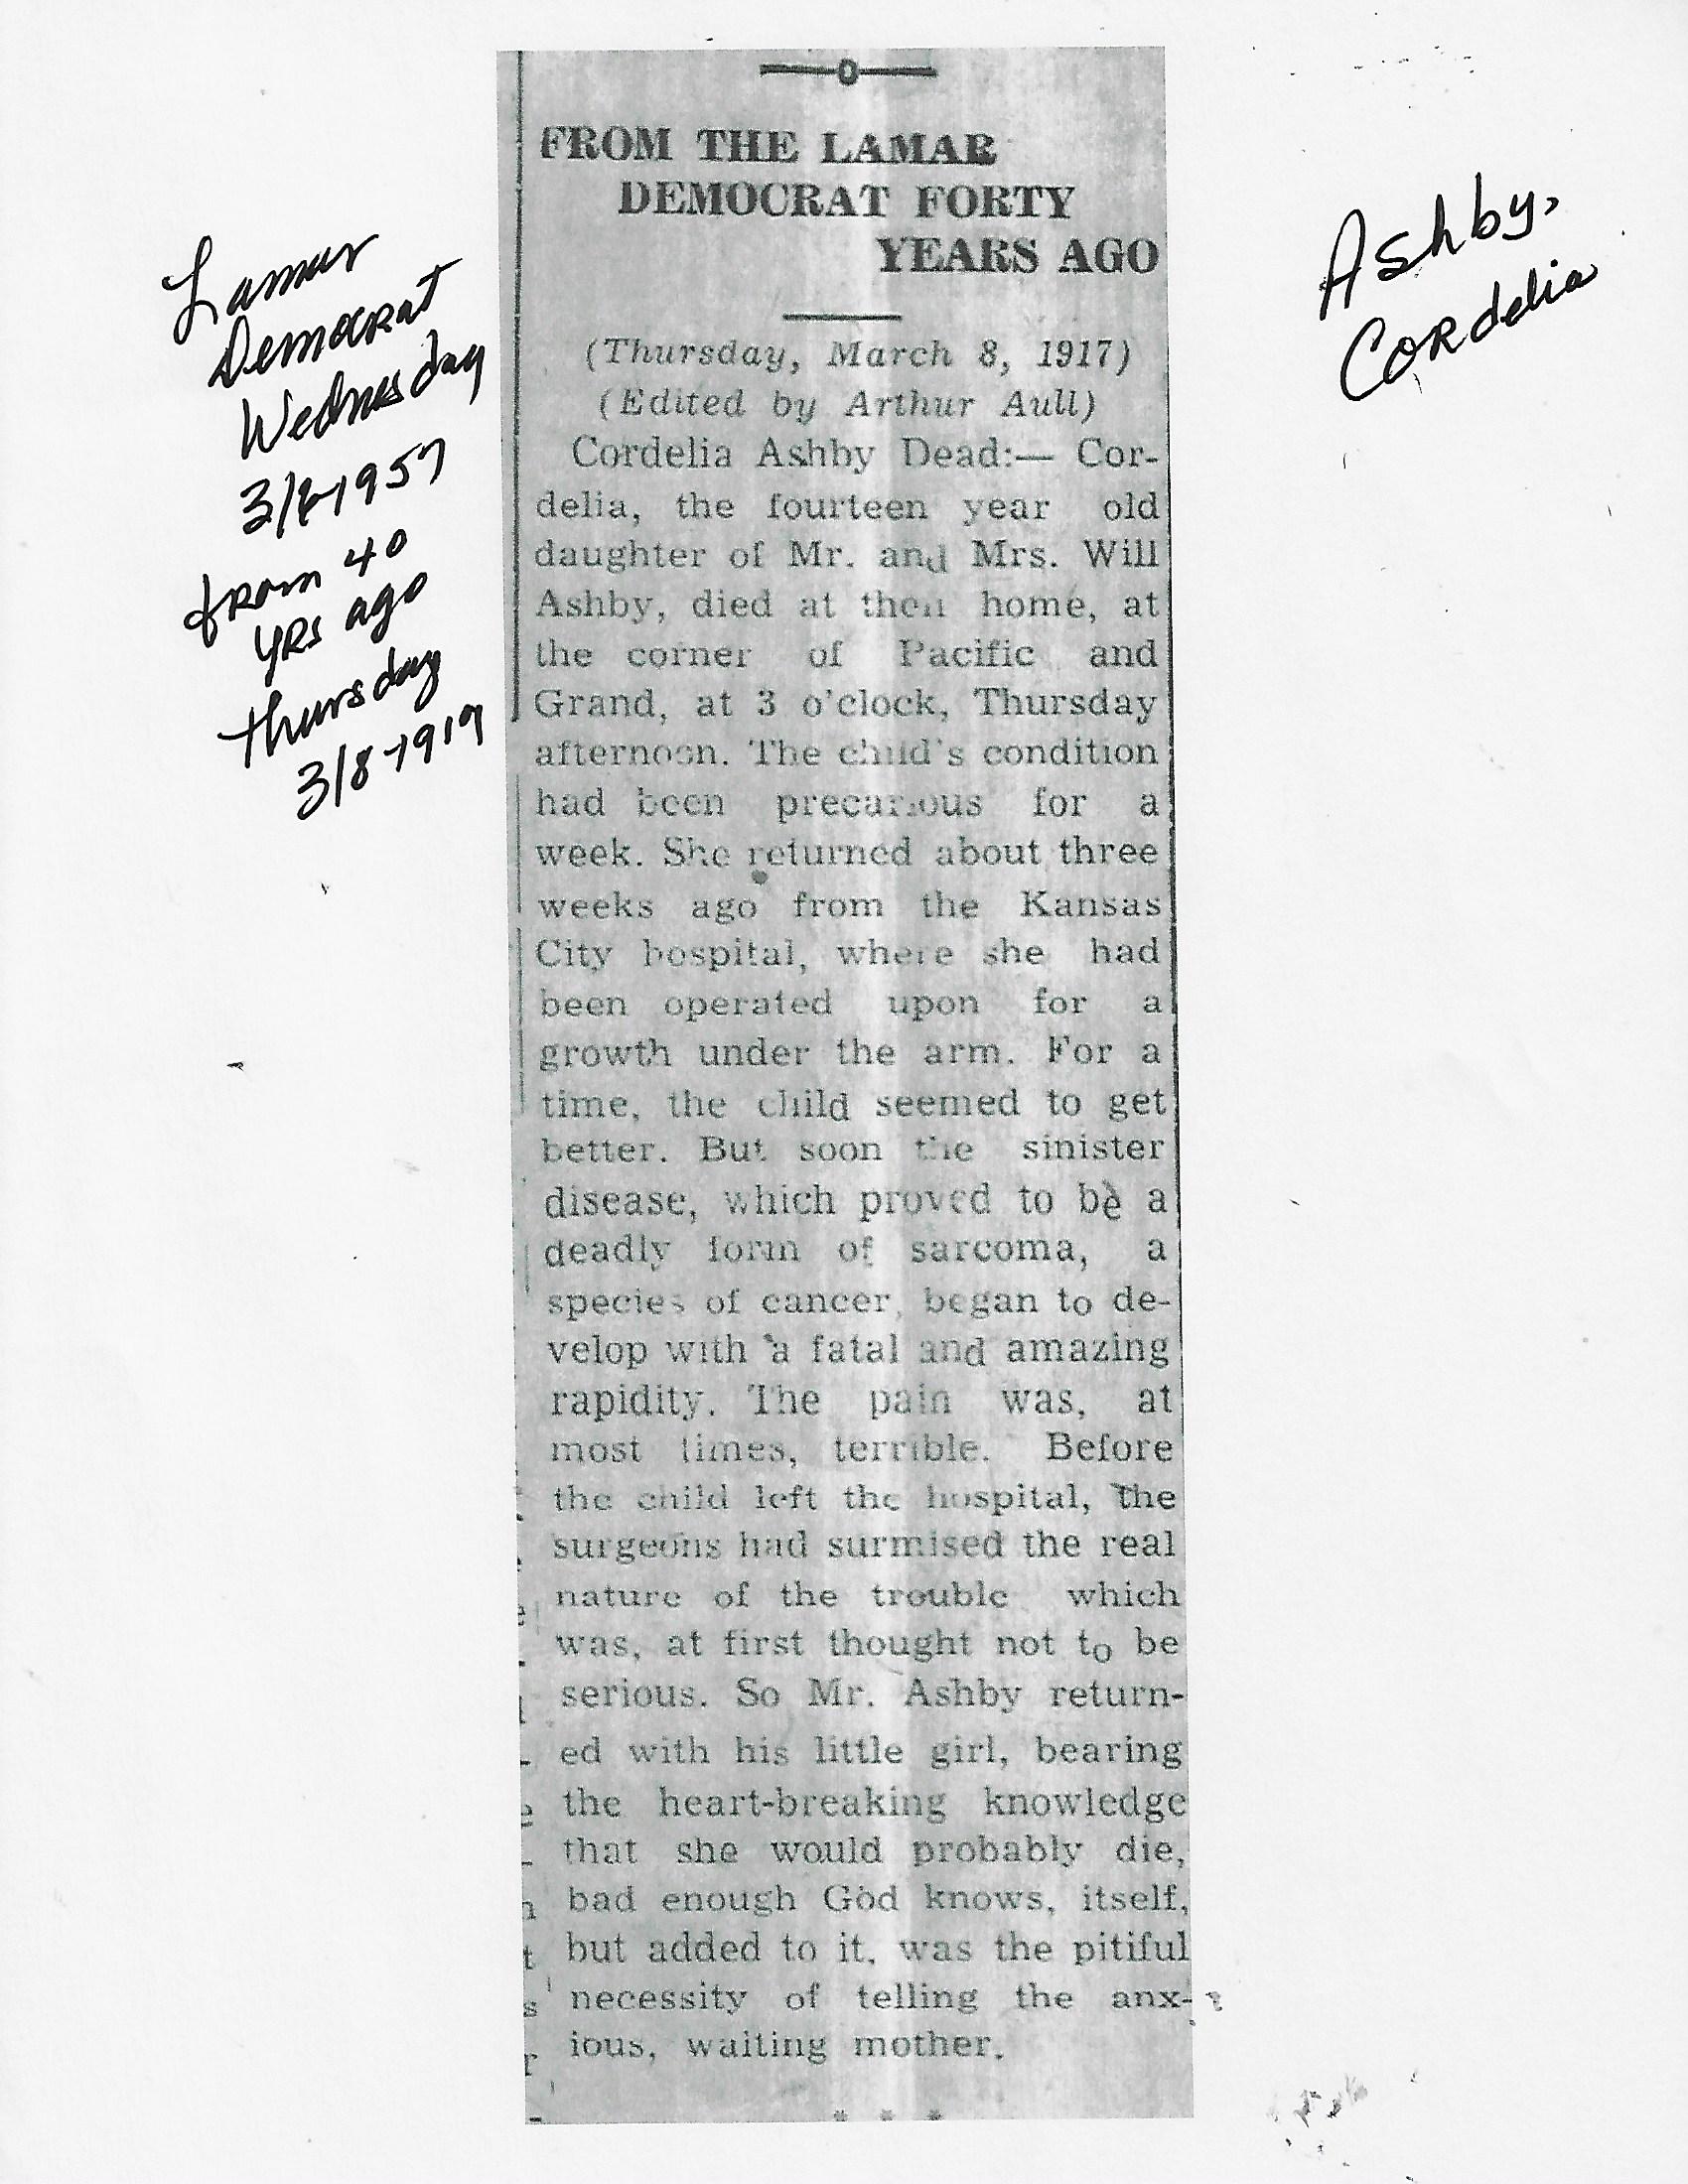 Lamar
Democrat
Wednesday
3/6-1957
from 40
yrs ago
thursday
3/8-1919
Ashby,
Cordelia
FROM THE LAMAR
DEMOCRAT FORTY
YEARS AGO
(Thursday, March 8, 1917)
(Edited by Arthur Aull)
Cordelia Ashby Dead:— Cor-
delia, the fourteen year old
daughter of Mr. and Mrs. Will
Ashby, died at their home, at
the corner of Pacific and
Grand, at 3 o'clock, Thursday
afternoon. The child's condition
had been precarious for a
week. She returned about three
weeks ago from the Kansas
City hospital, where she had
been operated upon for a
growth under the arm. For a
time, the child seemed to get
better. But soon the sinister
disease, which proved to be a
deadly form of sarcoma, a
species of cancer, began to de-
velop with a fatal and amazing
rapidity. The pain was, at
most times, terrible. Before
the child left the hospital, the
surgeons had surmised the real
nature of the trouble which
was, at first thought not to be
serious. So Mr. Ashby return-
ed with his little girl, bearing
the heart-breaking knowledge
that she would probably die,
bad enough God knows, itself,
but added to it, was the pitiful
necessity of telling the anx-
ious, waiting mother.
* * *